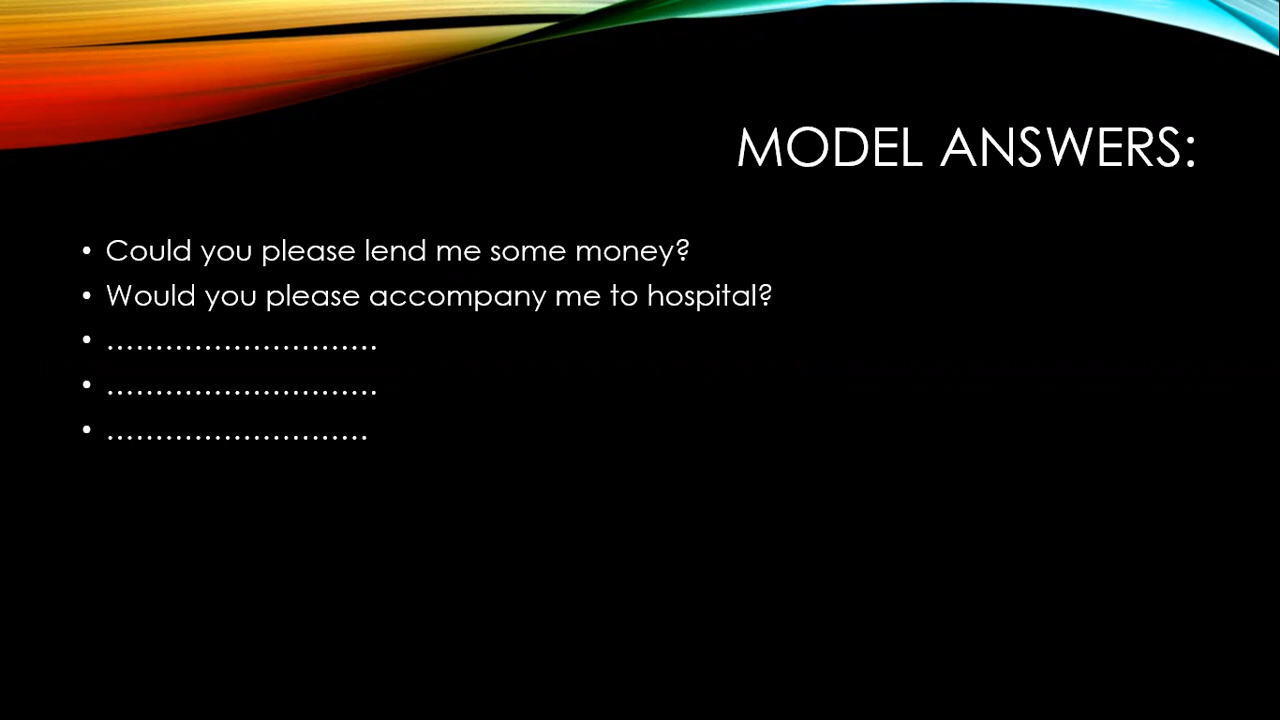 MODEL ANSWERS:
• Could you please lend me some money?
• Would you please accompany me to hospital?
• ............................
• ............................
• ...........................